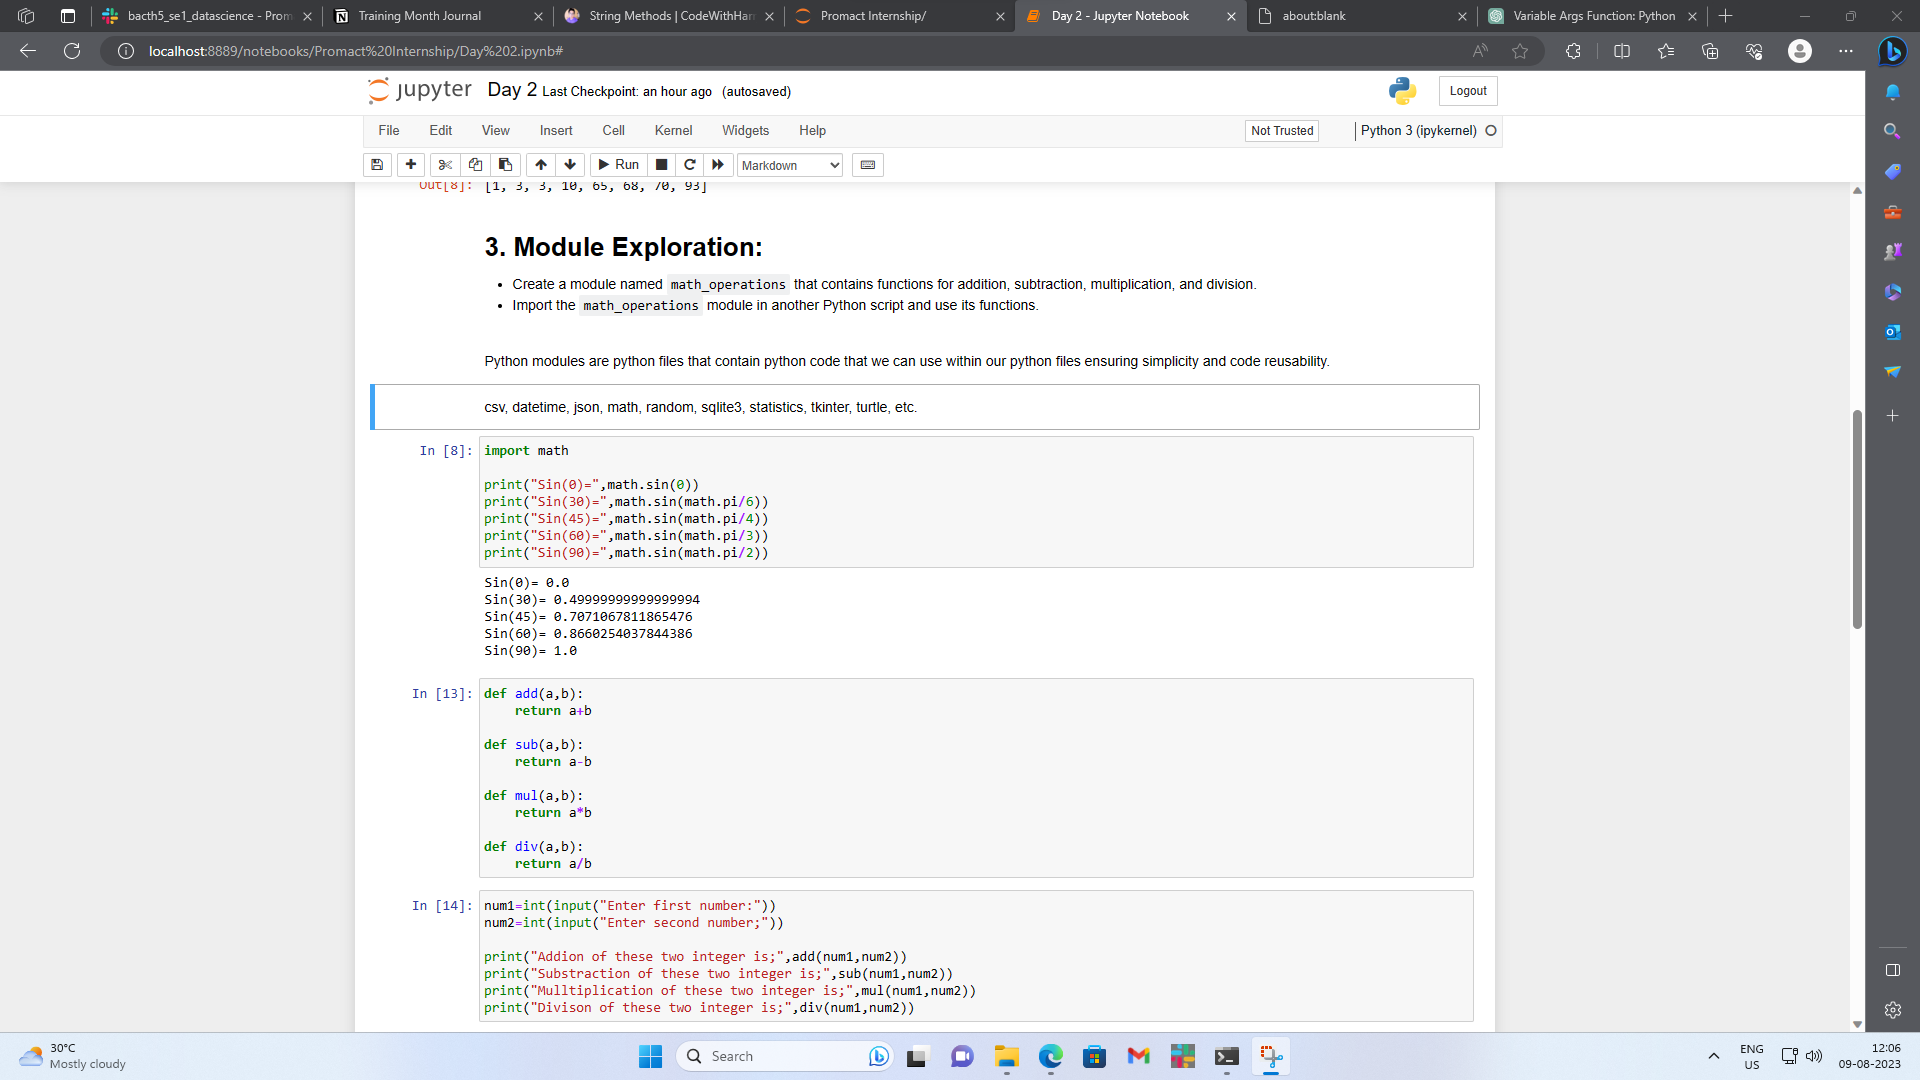 bacth5_se1_datascience - Prom
Training Month Journal
String Methods | CodeWithHarr
Promact Internship/
Day 2 - Jupyter Notebook
about:blank
Variable Args Function: Python
localhost:8889/notebooks/Promact%20Internship/Day%202.ipynb#
jupyter
Day 2 Last Checkpoint: an hour ago (autosaved)
Logout
File Edit View Insert Cell Kernel Widgets Help
Not Trusted
Python 3 (ipykernel)
Run
Markdown
Out[8]: [1, 3, 3, 10, 65, 68, 70, 93]
3. Module Exploration:
• Create a module named math_operations that contains functions for addition, subtraction, multiplication, and division.
• Import the math_operations module in another Python script and use its functions.
Python modules are python files that contain python code that we can use within our python files ensuring simplicity and code reusability.
csv, datetime, json, math, random, sqlite3, statistics, tkinter, turtle, etc.
In [8]: import math
print("Sin(0)=",math.sin(0))
print("Sin(30)=",math.sin(math.pi/6))
print("Sin(45)=",math.sin(math.pi/4))
print("Sin(60)=",math.sin(math.pi/3))
print("Sin(90)=",math.sin(math.pi/2))
Sin(0)= 0.0
Sin(30)= 0.49999999999999994
Sin(45)= 0.7071067811865476
Sin(60)= 0.8660254037844386
Sin(90)= 1.0
In [13]: def add(a,b):
return a+b
def sub(a,b):
return a-b
def mul(a,b):
return a*b
def div(a,b):
return a/b
In [14]: num1=int(input("Enter first number:"))
num2=int(input("Enter second number;"))
print("Addion of these two integer is;",add(num1,num2))
print("Substraction of these two integer is;",sub(num1,num2))
print("Mulltiplication of these two integer is;",mul(num1,num2))
print("Divison of these two integer is;",div(num1,num2))
30°C
Mostly cloudy
Search
ENG
US
12:06
09-08-2023